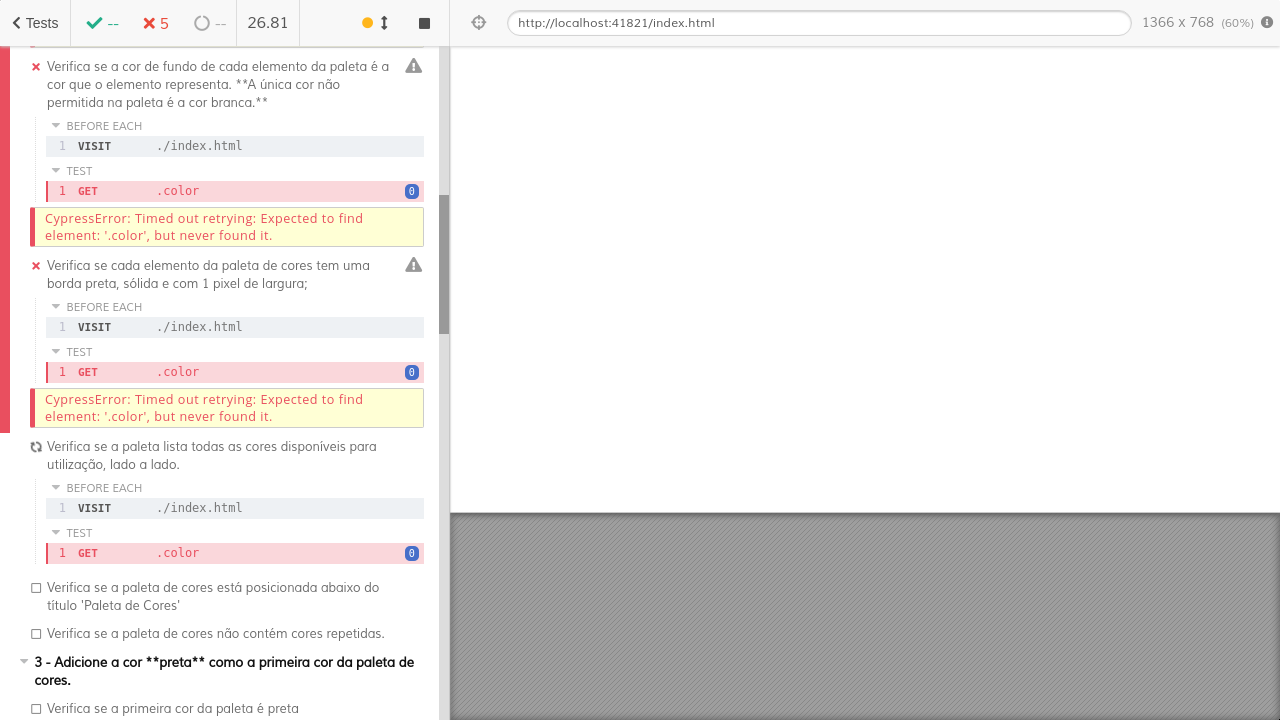 Tests
--
5
--
26.81
http://localhost:41821/index.html
1366 x 768 (60%)
Verifica se a cor de fundo de cada elemento da paleta é a
cor que o elemento representa. **A única cor não
permitida na paleta é a cor branca.**
BEFORE EACH
1 VISIT ./index.html
TEST
1 GET .color 0
CypressError: Timed out retrying: Expected to find
element: '.color', but never found it.
Verifica se cada elemento da paleta de cores tem uma
borda preta, sólida e com 1 pixel de largura;
BEFORE EACH
1 VISIT ./index.html
TEST
1 GET .color 0
CypressError: Timed out retrying: Expected to find
element: '.color', but never found it.
Verifica se a paleta lista todas as cores disponíveis para
utilização, lado a lado.
BEFORE EACH
1 VISIT ./index.html
TEST
1 GET .color 0
Verifica se a paleta de cores está posicionada abaixo do
título 'Paleta de Cores'
Verifica se a paleta de cores não contém cores repetidas.
3 - Adicione a cor **preta** como a primeira cor da paleta de
cores.
Verifica se a primeira cor da paleta é preta